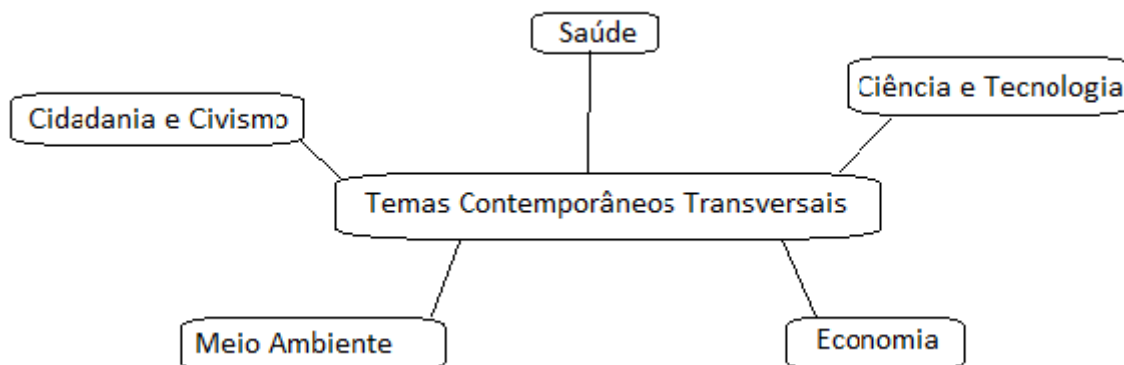 Saúde
Ciência e Tecnologia
Cidadania e Civismo
Temas Contemporâneos Transversais
Meio Ambiente
Economia